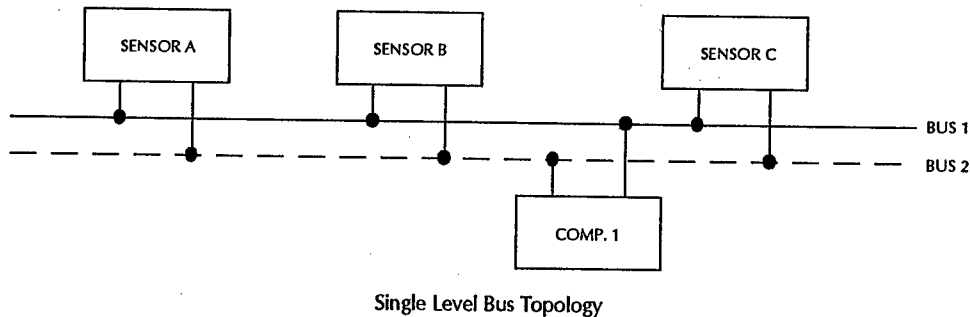 SENSOR A
SENSOR B
SENSOR C
BUS 1
BUS 2
COMP. 1
Single Level Bus Topology